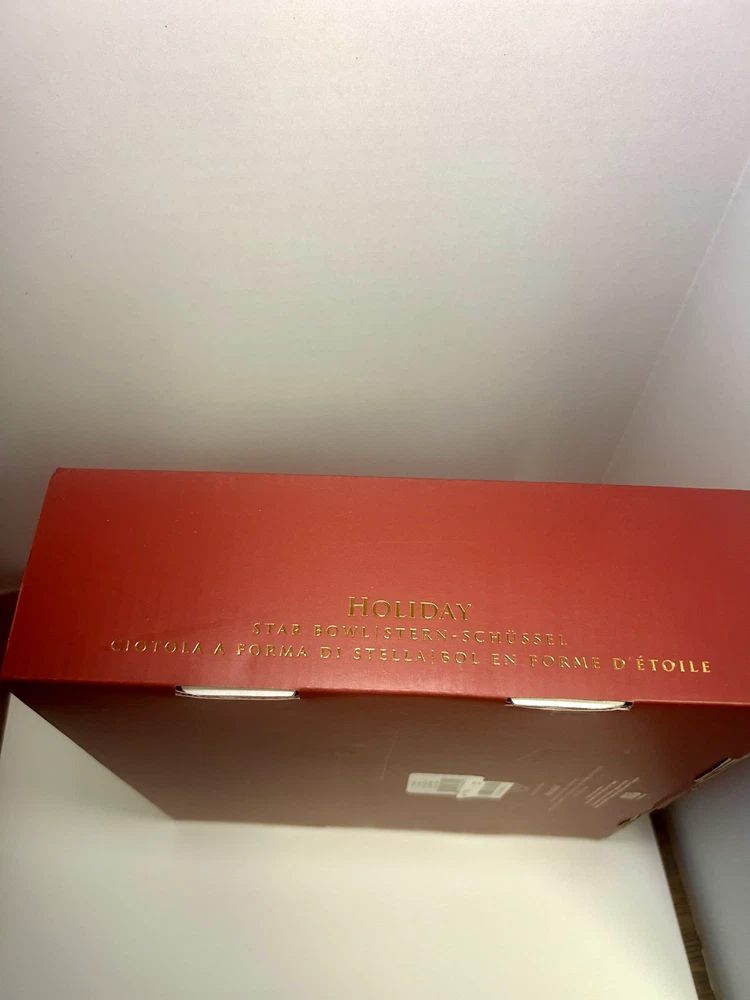 HOLIDAY
STAR BOWL|STERN-SCHÜSSEL
CIOTOLA A FORMA DI STELLA|BOL EN FORME D'ÉTOILE